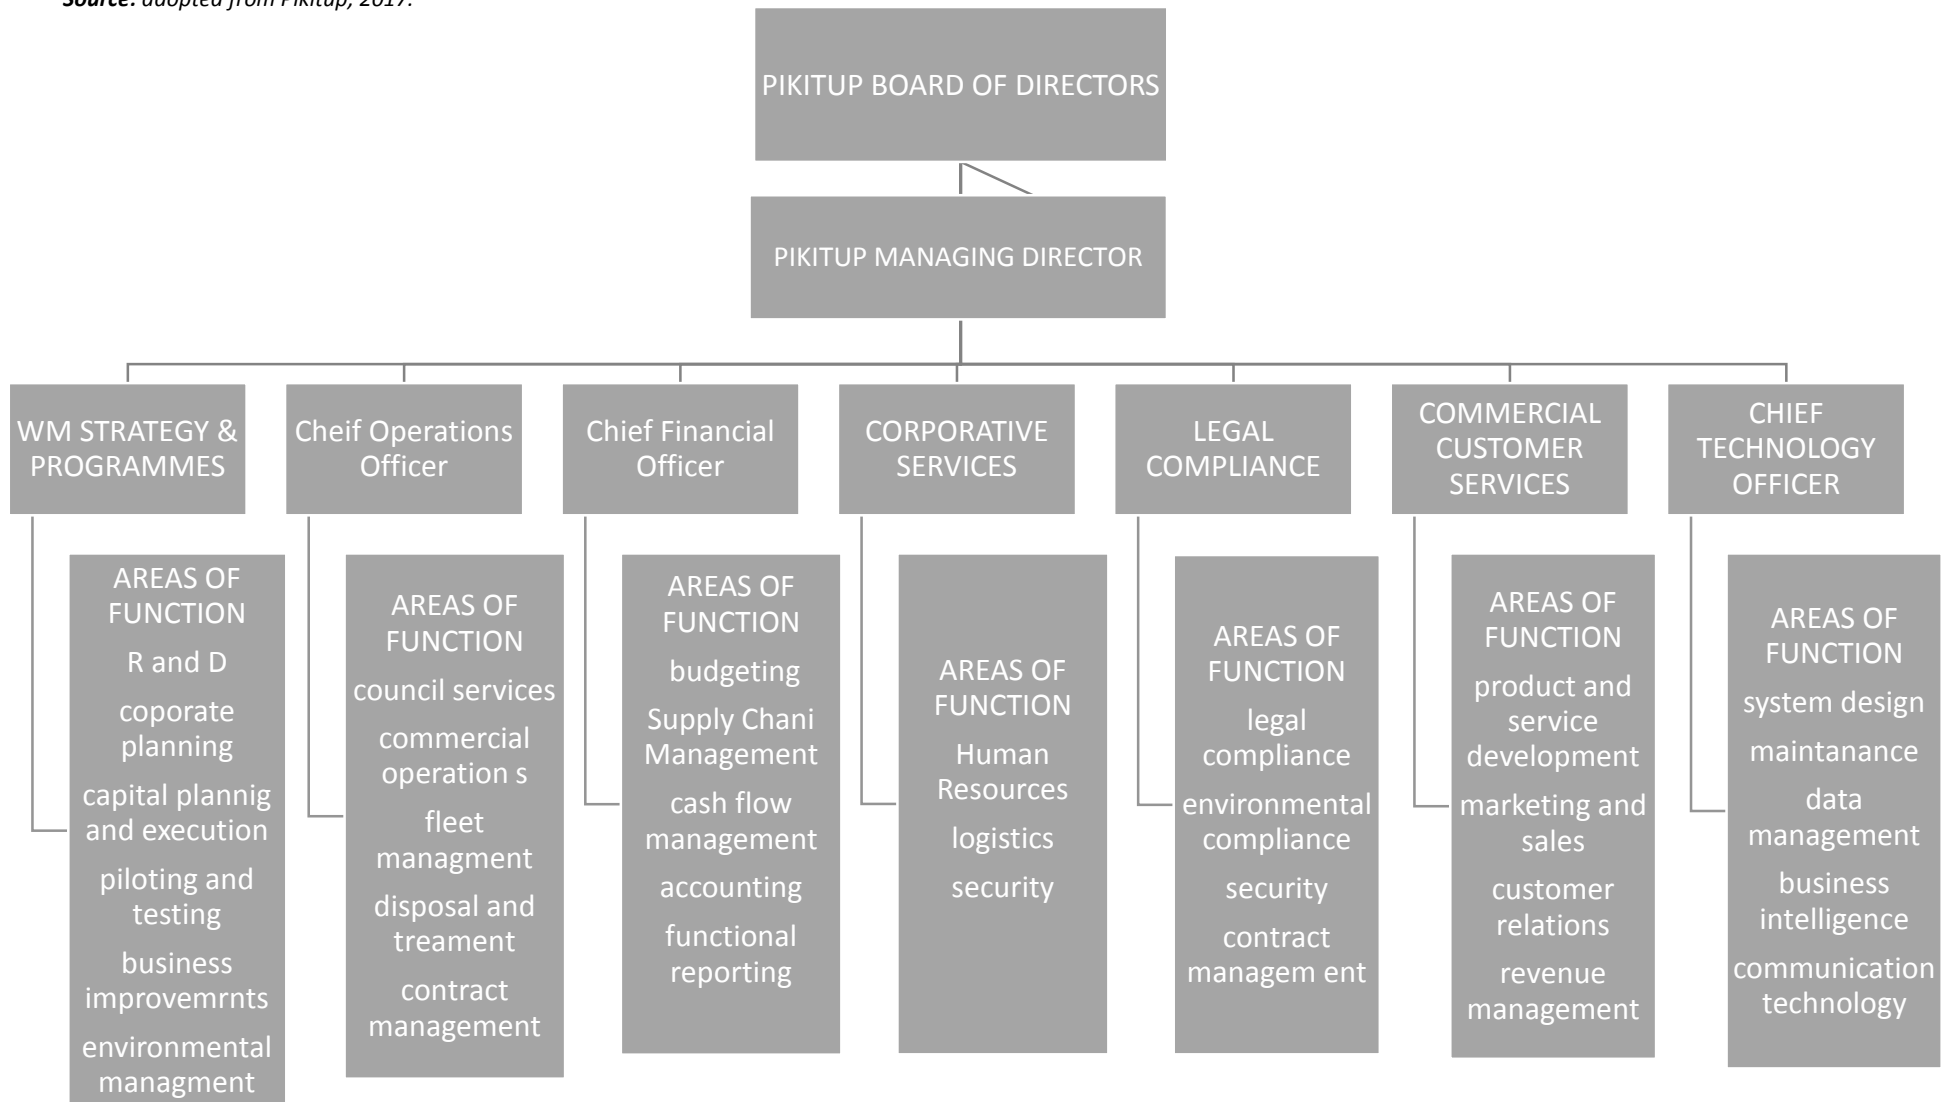 Source: adopted from Pikitup, 2017.
PIKITUP BOARD OF DIRECTORS
PIKITUP MANAGING DIRECTOR
WM STRATEGY &
PROGRAMMES
AREAS OF
FUNCTION
R and D
coporate
planning
capital plannig
and execution
piloting and
testing
business
improvemrnts
environmental
managment
Cheif Operations
Officer
AREAS OF
FUNCTION
council services
commercial
operation s
fleet
managment
disposal and
treament
contract
management
Chief Financial
Officer
AREAS OF
FUNCTION
budgeting
Supply Chani
Management
cash flow
management
accounting
functional
reporting
CORPORATIVE
SERVICES
AREAS OF
FUNCTION
Human
Resources
logistics
security
LEGAL
COMPLIANCE
AREAS OF
FUNCTION
legal
compliance
environmental
compliance
security
contract
managem ent
COMMERCIAL
CUSTOMER
SERVICES
AREAS OF
FUNCTION
product and
service
development
marketing and
sales
customer
relations
revenue
management
CHIEF
TECHNOLOGY
OFFICER
AREAS OF
FUNCTION
system design
maintanance
data
management
business
intelligence
communication
technology